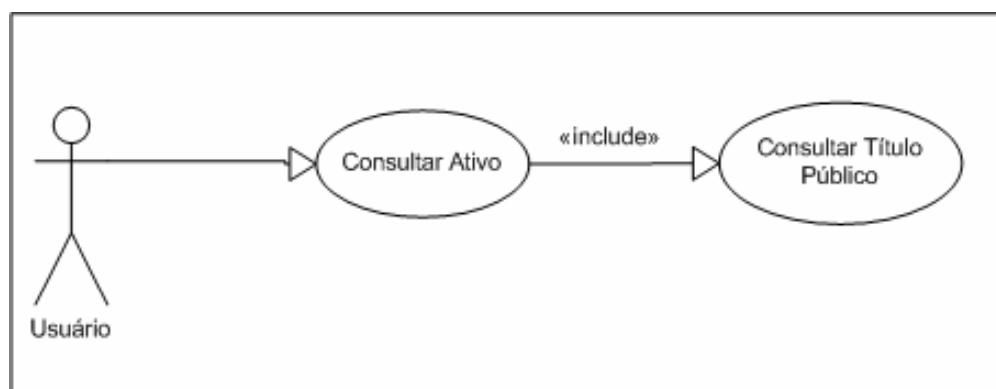 Usuário
Consultar Ativo
«include»
Consultar Título
Público